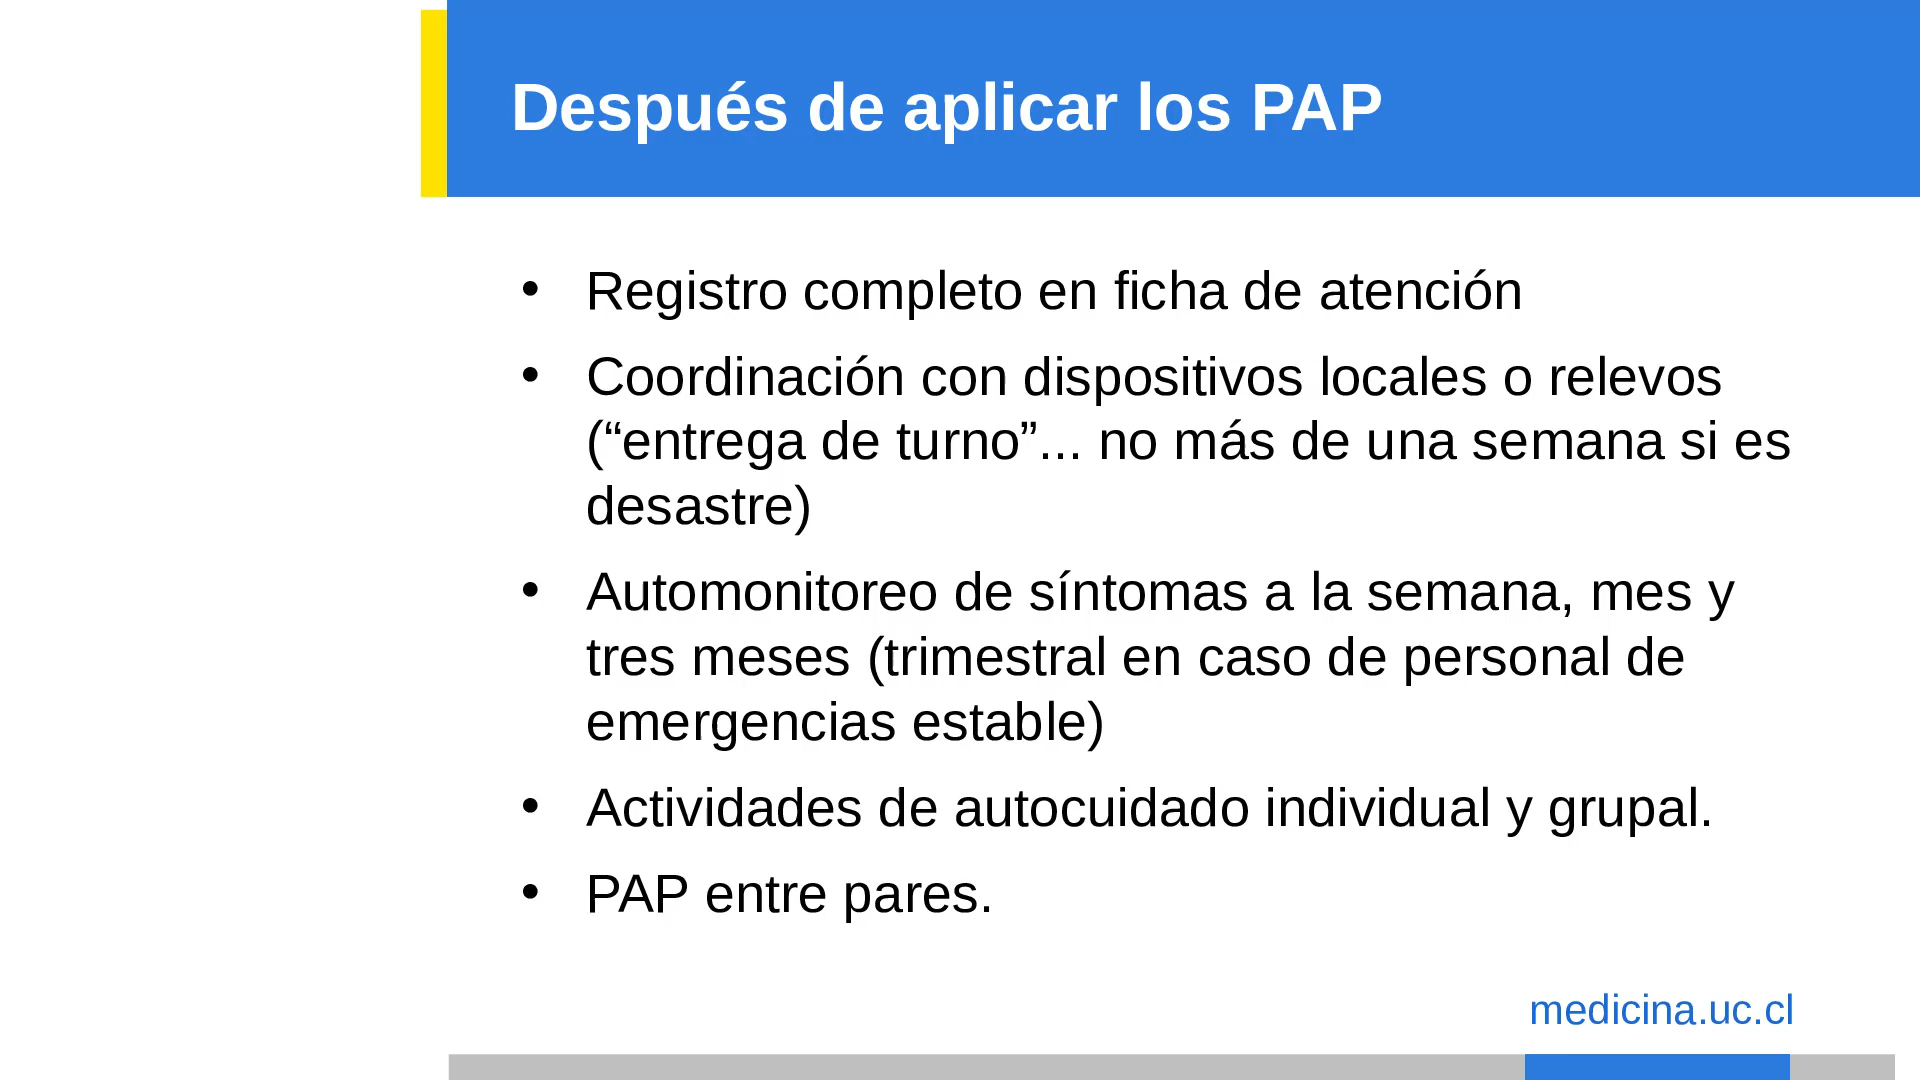 Después de aplicar los PAP
• Registro completo en ficha de atención
• Coordinación con dispositivos locales o relevos
(“entrega de turno”... no más de una semana si es
desastre)
• Automonitoreo de síntomas a la semana, mes y
tres meses (trimestral en caso de personal de
emergencias estable)
• Actividades de autocuidado individual y grupal.
• PAP entre pares.
medicina.uc.cl